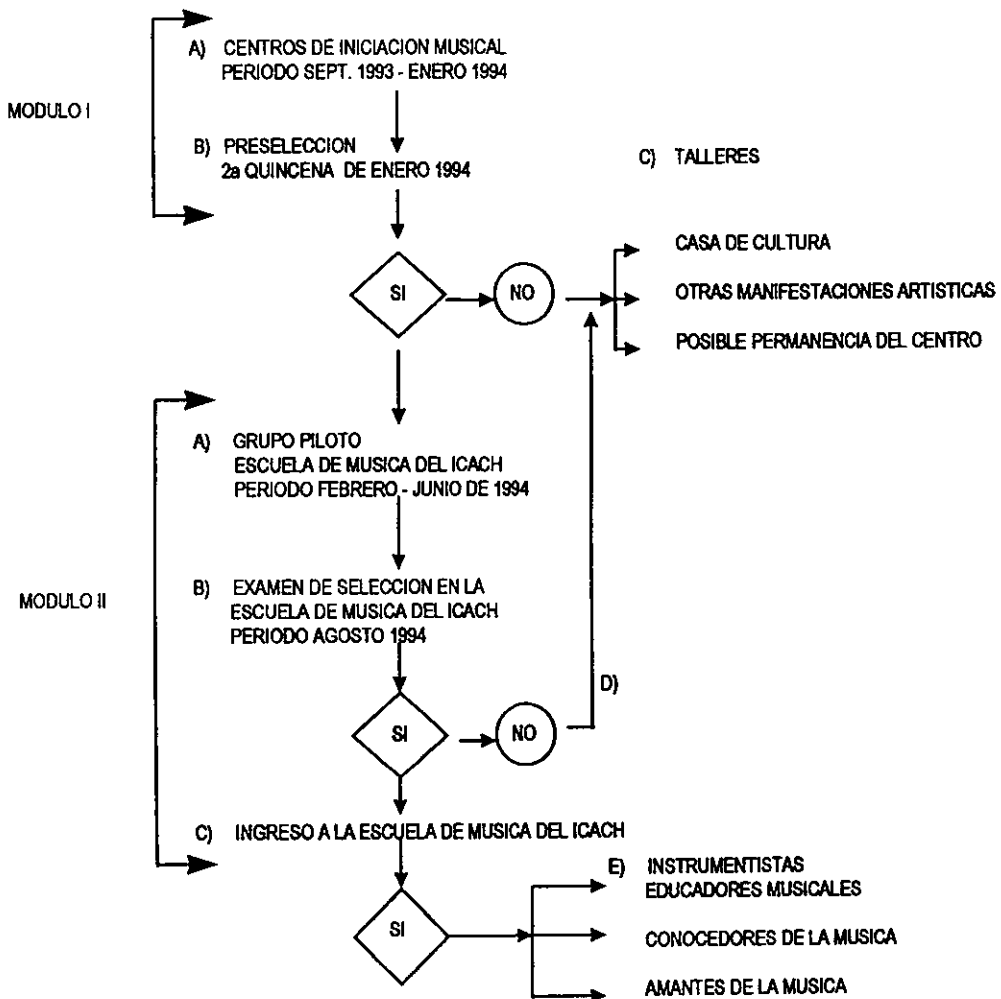 A) CENTROS DE INICIACION MUSICAL
PERIODO SEPT. 1993 - ENERO 1994
MODULO I
B) PRESELECCION
2a QUINCENA DE ENERO 1994
C) TALLERES
CASA DE CULTURA
SI
NO
OTRAS MANIFESTACIONES ARTISTICAS
POSIBLE PERMANENCIA DEL CENTRO
A) GRUPO PILOTO
ESCUELA DE MUSICA DEL ICACH
PERIODO FEBRERO - JUNIO DE 1994
MODULO II
B) EXAMEN DE SELECCION EN LA
ESCUELA DE MUSICA DEL ICACH
PERIODO AGOSTO 1994
D)
SI
NO
C) INGRESO A LA ESCUELA DE MUSICA DEL ICACH
E) INSTRUMENTISTAS
EDUCADORES MUSICALES
SI
CONOCEDORES DE LA MUSICA
AMANTES DE LA MUSICA